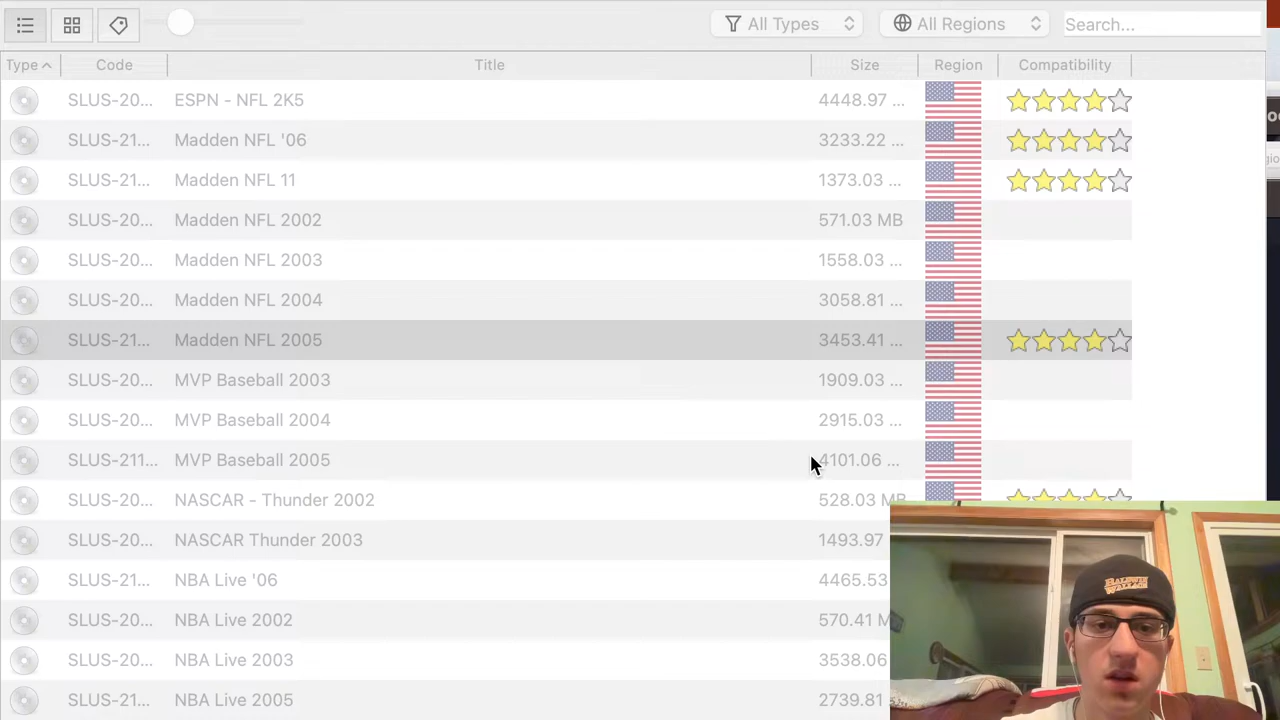 All Types All Regions Search...
Type Code Title Size Region Compatibility
SLUS-20... ESPN - NFL 2K5 4448.97 ...
SLUS-21... Madden NFL '06 3233.22 ...
SLUS-21... Madden NFL 11 1373.03 ...
SLUS-20... Madden NFL 2002 571.03 MB
SLUS-20... Madden NFL 2003 1558.03 ...
SLUS-20... Madden NFL 2004 3058.81 ...
SLUS-21... Madden NFL 2005 3453.41 ...
SLUS-20... MVP Baseball 2003 1909.03 ...
SLUS-20... MVP Baseball 2004 2915.03 ...
SLUS-211... MVP Baseball 2005 4101.06 ...
SLUS-20... NASCAR - Thunder 2002 528.03 MB
SLUS-20... NASCAR Thunder 2003 1493.97
SLUS-21... NBA Live '06 4465.53
SLUS-20... NBA Live 2002 570.41 M
SLUS-20... NBA Live 2003 3538.06
SLUS-21... NBA Live 2005 2739.81
BALDWIN
WALLACE